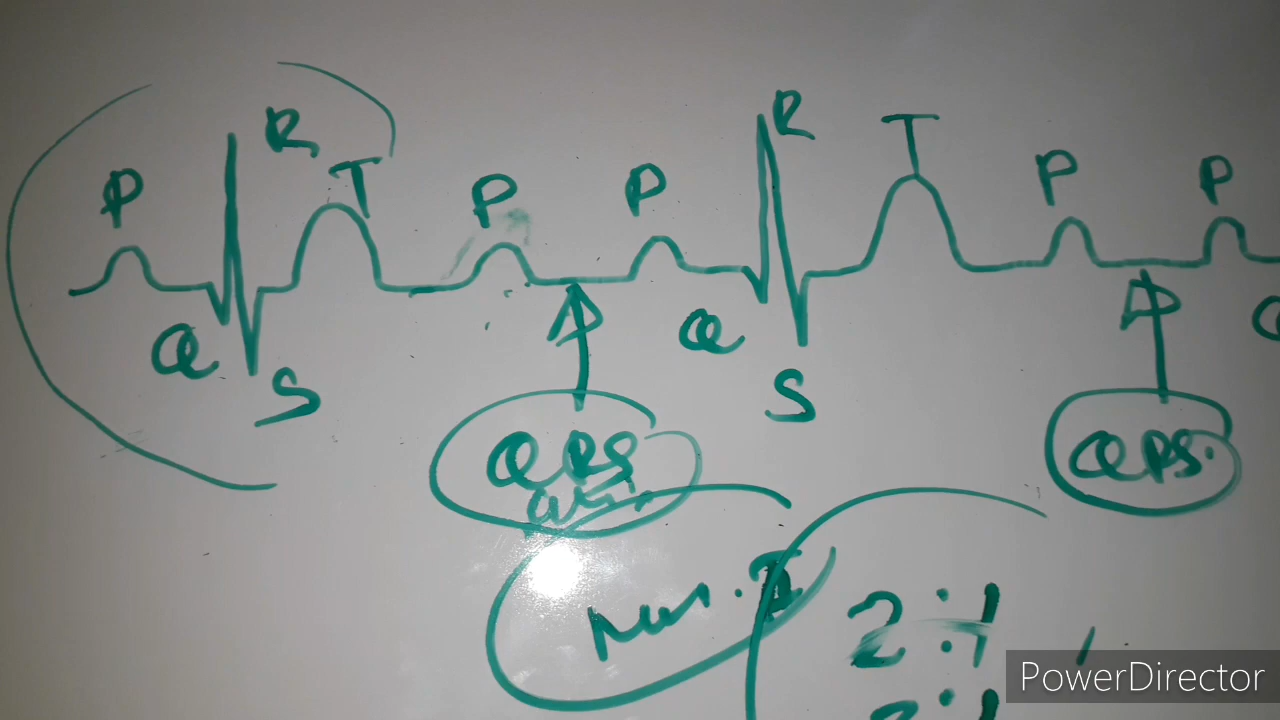 P R T P P R T P P
Q S Q S
QRS QRS.
2:1
PowerDirector